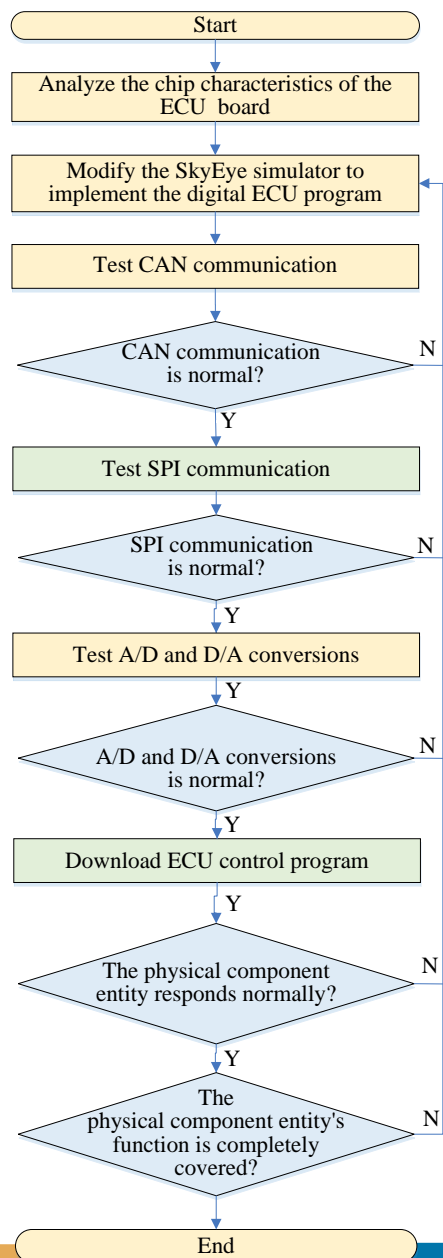 Start
Analyze the chip characteristics of the
ECU board
Modify the SkyEye simulator to
implement the digital ECU program
Test CAN communication
CAN communication
is normal?
N
Y
Test SPI communication
SPI communication
is normal?
N
Y
Test A/D and D/A conversions
Y
A/D and D/A conversions
is normal?
N
Y
Download ECU control program
Y
The physical component
entity responds normally?
N
Y
The
physical component entity's
function is completely
covered?
N
End